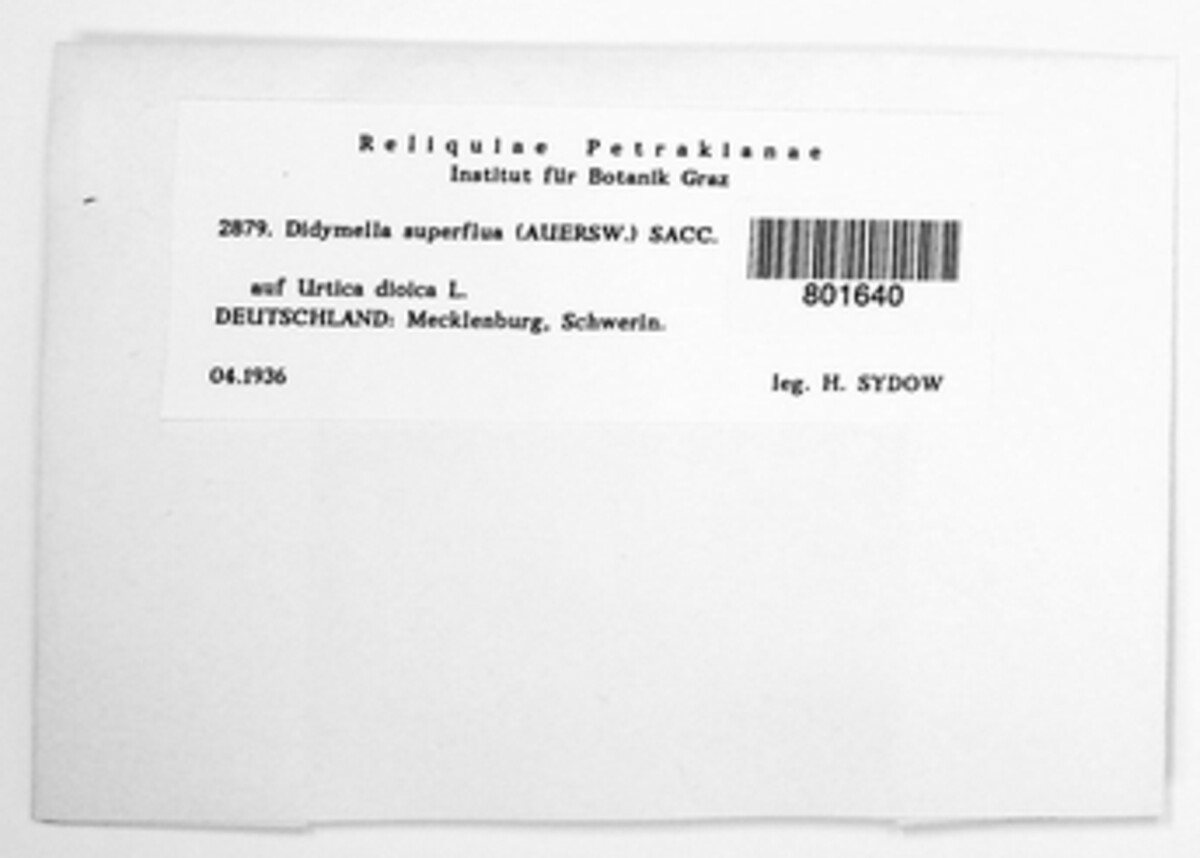 Reliquiae Petrakianae
Institut für Botanik Graz
2879. Didymella superflua (AUERSW.) SACC.
801640
auf Urtica dioica L.
DEUTSCHLAND: Mecklenburg, Schwerin.
04.1936
leg. H. SYDOW